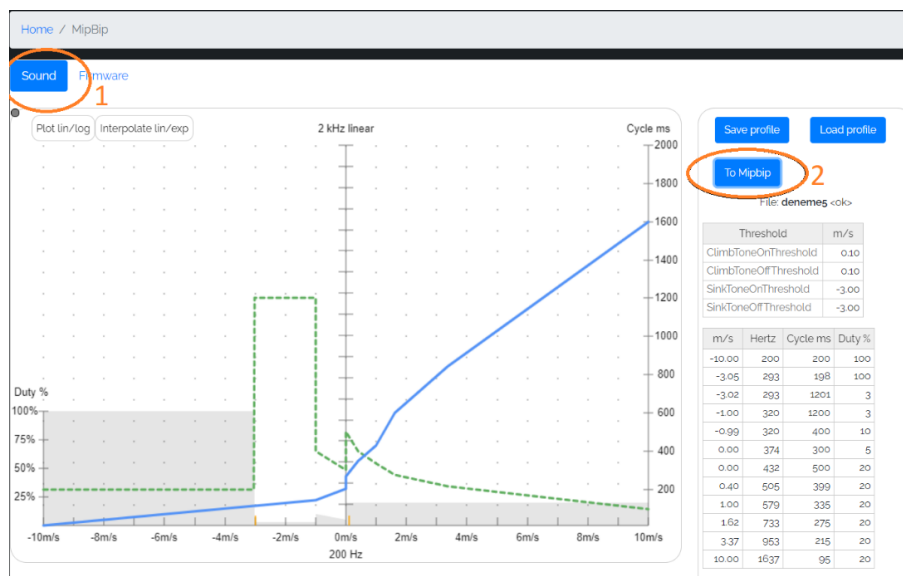 Home / MipBip
Sound Firmware
1
Plot lin/log Interpolate lin/exp 2 kHz linear Cycle ms
2000
1800
1600
1400
1200
1000
800
600
400
200
Duty %
100%
75%
50%
25%
-10m/s -8m/s -6m/s -4m/s -2m/s 0m/s 2m/s 4m/s 6m/s 8m/s 10m/s
200 Hz
Save profile Load profile
To Mipbip 2
File: deneme5 <ok>
Threshold m/s
ClimbToneOnThreshold 0.10
ClimbToneOffThreshold 0.10
SinkToneOnThreshold -3.00
SinkToneOffThreshold -3.00
m/s Hertz Cycle ms Duty %
-10.00 200 200 100
-3.05 293 198 100
-3.02 293 1201 3
-1.00 320 1200 3
-0.99 320 400 10
0.00 374 300 5
0.00 432 500 20
0.40 505 399 20
1.00 579 335 20
1.62 733 275 20
3.37 953 215 20
10.00 1637 95 20